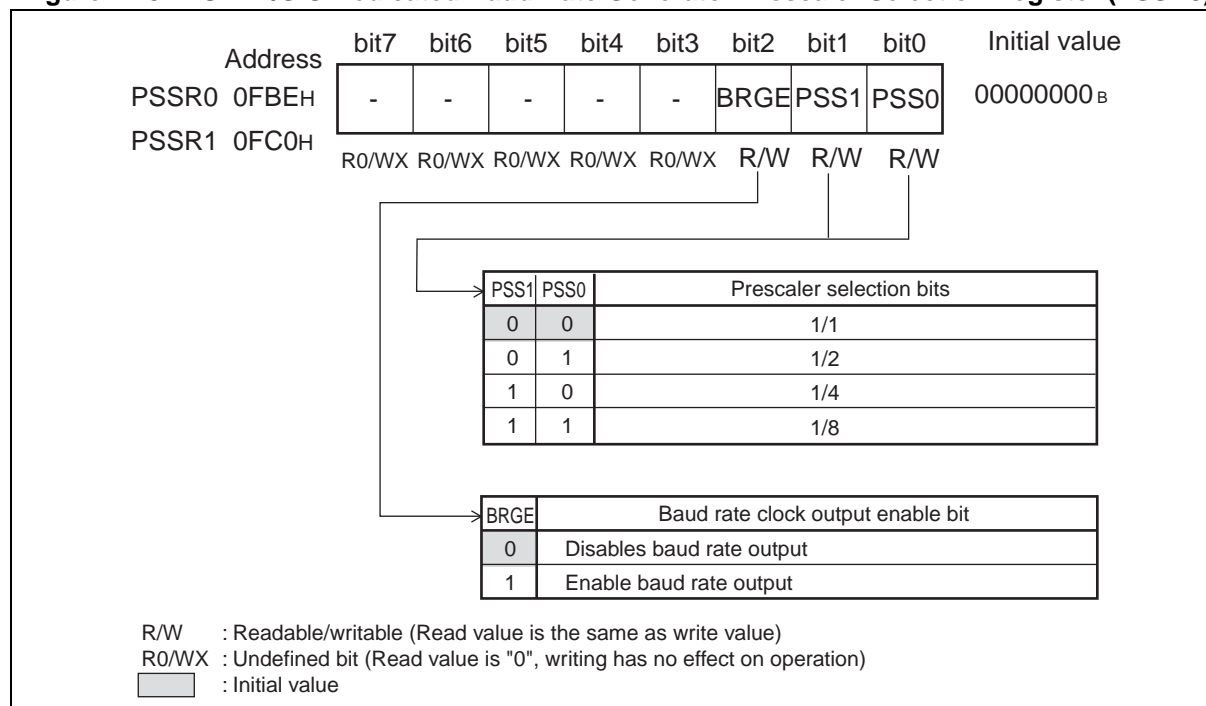 bit7 bit6 bit5 bit4 bit3 bit2 bit1 bit0 Initial value
Address
PSSR0 0FBEH - - - - - BRGE PSS1 PSS0 00000000 B
PSSR1 0FC0H
R0/WX R0/WX R0/WX R0/WX R0/WX R/W R/W R/W
PSS1 PSS0 Prescaler selection bits
0 0 1/1
0 1 1/2
1 0 1/4
1 1 1/8
BRGE Baud rate clock output enable bit
0 Disables baud rate output
1 Enable baud rate output
R/W : Readable/writable (Read value is the same as write value)
R0/WX : Undefined bit (Read value is "0", writing has no effect on operation)
: Initial value